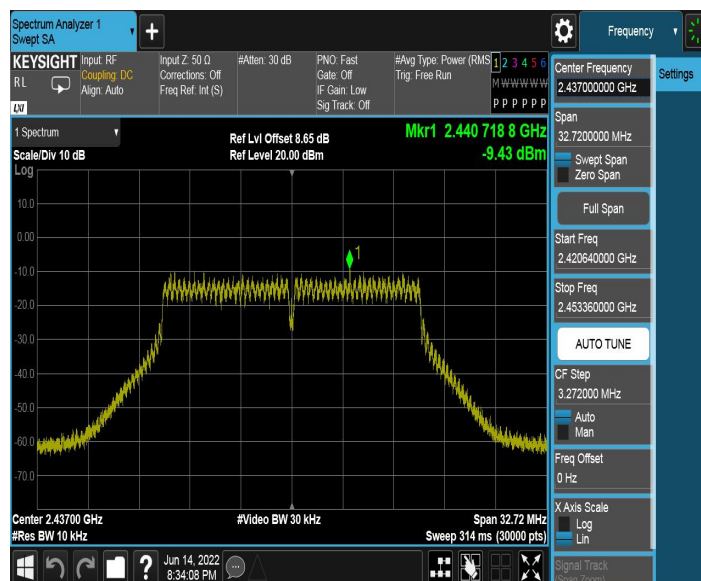 Spectrum Analyzer 1
Swept SA
+
Frequency
KEYSIGHT
RL
LXI
Input: RF
Coupling: DC
Align: Auto
Input Z: 50 Ω
Corrections: Off
Freq Ref: Int (S)
#Atten: 30 dB
PNO: Fast
Gate: Off
IF Gain: Low
Sig Track: Off
#Avg Type: Power (RMS
Trig: Free Run
1 2 3 4 5 6
M W W W W W
P P P P P P
1 Spectrum
Scale/Div 10 dB
Log
Ref Lvl Offset 8.65 dB
Ref Level 20.00 dBm
Mkr1 2.440 718 8 GHz
-9.43 dBm
10.0
0.00
-10.0
-20.0
-30.0
-40.0
-50.0
-60.0
-70.0
1
Center 2.43700 GHz
#Res BW 10 kHz
#Video BW 30 kHz
Span 32.72 MHz
Sweep 314 ms (30000 pts)
Center Frequency
2.437000000 GHz
Span
32.7200000 MHz
Swept Span
Zero Span
Full Span
Start Freq
2.420640000 GHz
Stop Freq
2.453360000 GHz
AUTO TUNE
CF Step
3.272000 MHz
Auto
Man
Freq Offset
0 Hz
X Axis Scale
Log
Lin
Signal Track
(Span Zoom)
Settings
?
Jun 14, 2022
8:34:08 PM